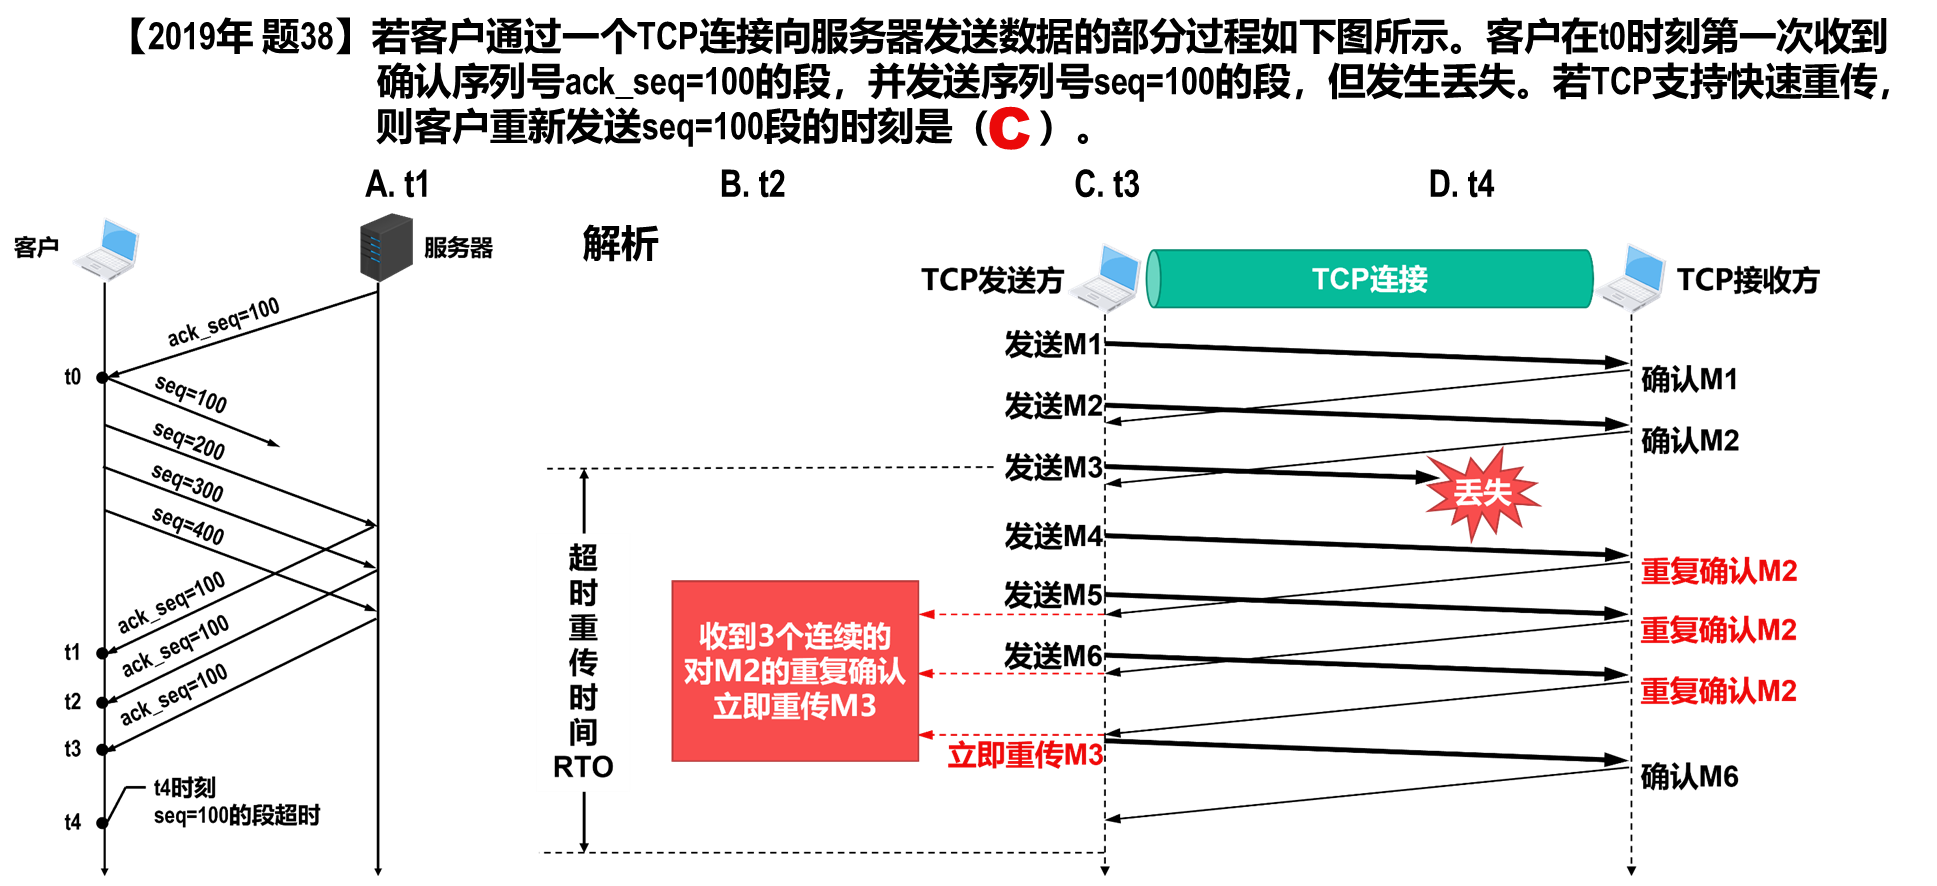 【2019年 题38】若客户通过一个TCP连接向服务器发送数据的部分过程如下图所示。客户在t0时刻第一次收到
确认序列号ack_seq=100的段，并发送序列号seq=100的段，但发生丢失。若TCP支持快速重传，
则客户重新发送seq=100段的时刻是（C）。
A. t1
B. t2
C. t3
D. t4
客户
服务器
ack_seq=100
t0
seq=100
seq=200
seq=300
seq=400
ack_seq=100
t1
ack_seq=100
t2
ack_seq=100
t3
t4时刻
seq=100的段超时
t4
解析
TCP发送方
TCP连接
TCP接收方
发送M1
确认M1
发送M2
确认M2
发送M3
丢失
发送M4
重复确认M2
发送M5
重复确认M2
发送M6
重复确认M2
立即重传M3
确认M6
超
时
重
传
时
间
RTO
收到3个连续的
对M2的重复确认
立即重传M3